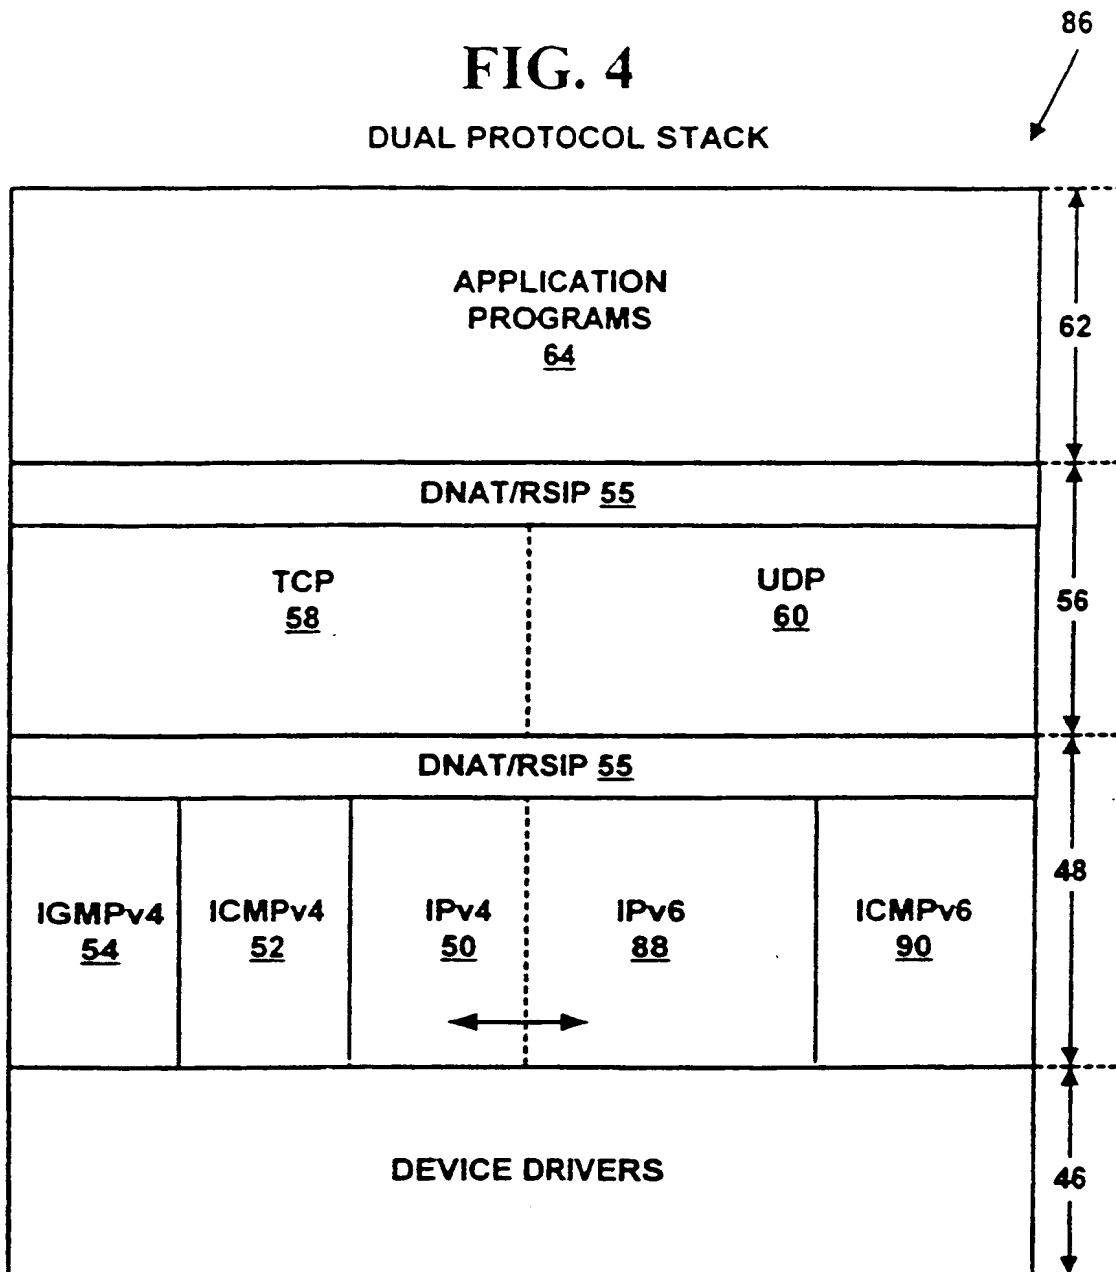 86
FIG. 4
DUAL PROTOCOL STACK
APPLICATION
PROGRAMS
64
62
DNAT/RSIP 55
TCP
58
UDP
60
56
DNAT/RSIP 55
48
IGMPv4
54
ICMPv4
52
IPv4
50
IPv6
88
ICMPv6
90
DEVICE DRIVERS
46